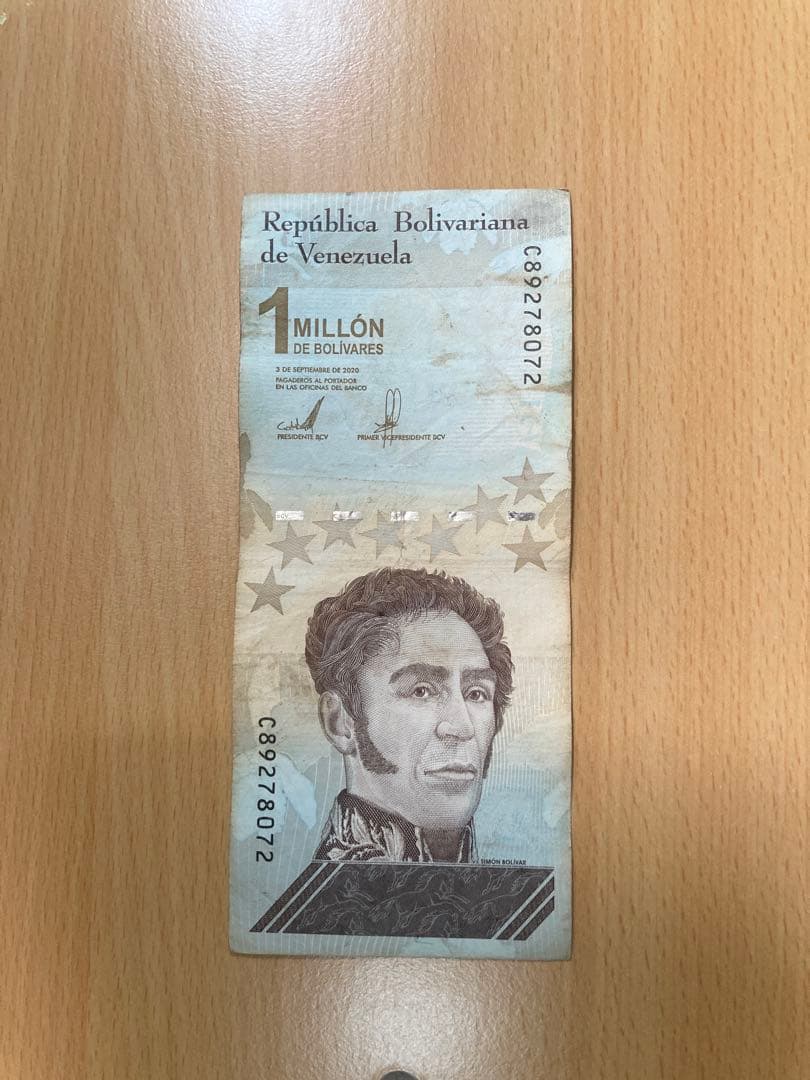 República Bolivariana
de Venezuela
C89278072
1 MILLÓN
DE BOLÍVARES
3 DE SEPTIEMBRE DE 2020
PAGADEROS AL PORTADOR
EN LAS OFICINAS DEL BANCO
PRESIDENTE BCV
PRIMER VICEPRESIDENTE BCV
BCV
C89278072
SIMÓN BOLÍVAR